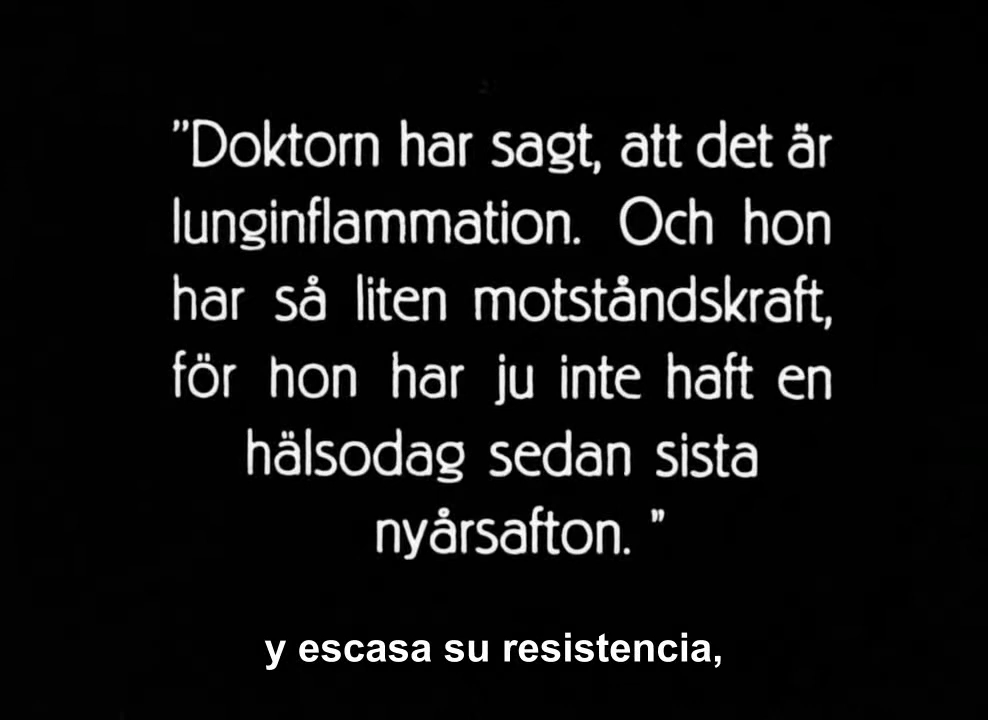 "Doktorn har sagt, att det är
lunginflammation. Och hon
har så liten motståndskraft,
för hon har ju inte haft en
hälsodag sedan sista
nyårsafton."
y escasa su resistencia,